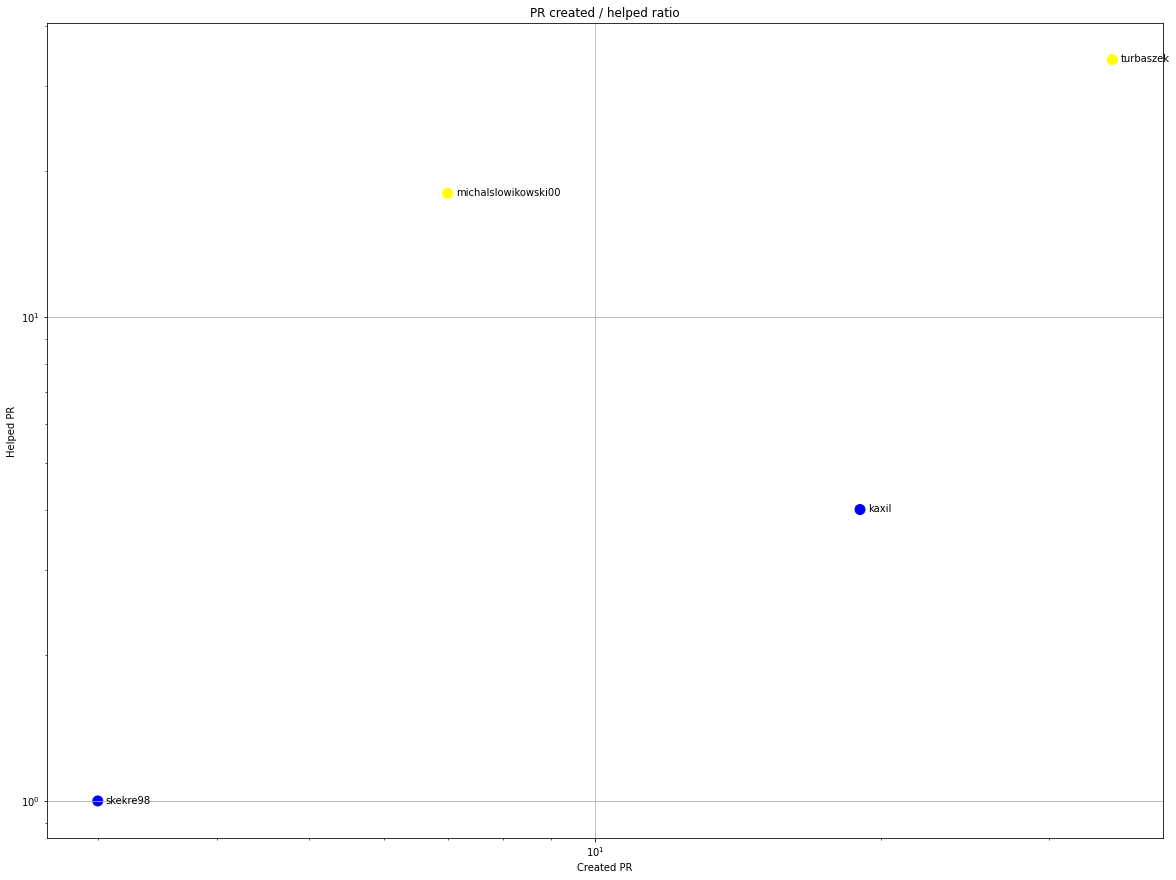 PR created / helped ratio
turbaszek
michalslowikowski00
10¹
Helped PR
kaxil
10⁰
skekre98
10¹
Created PR